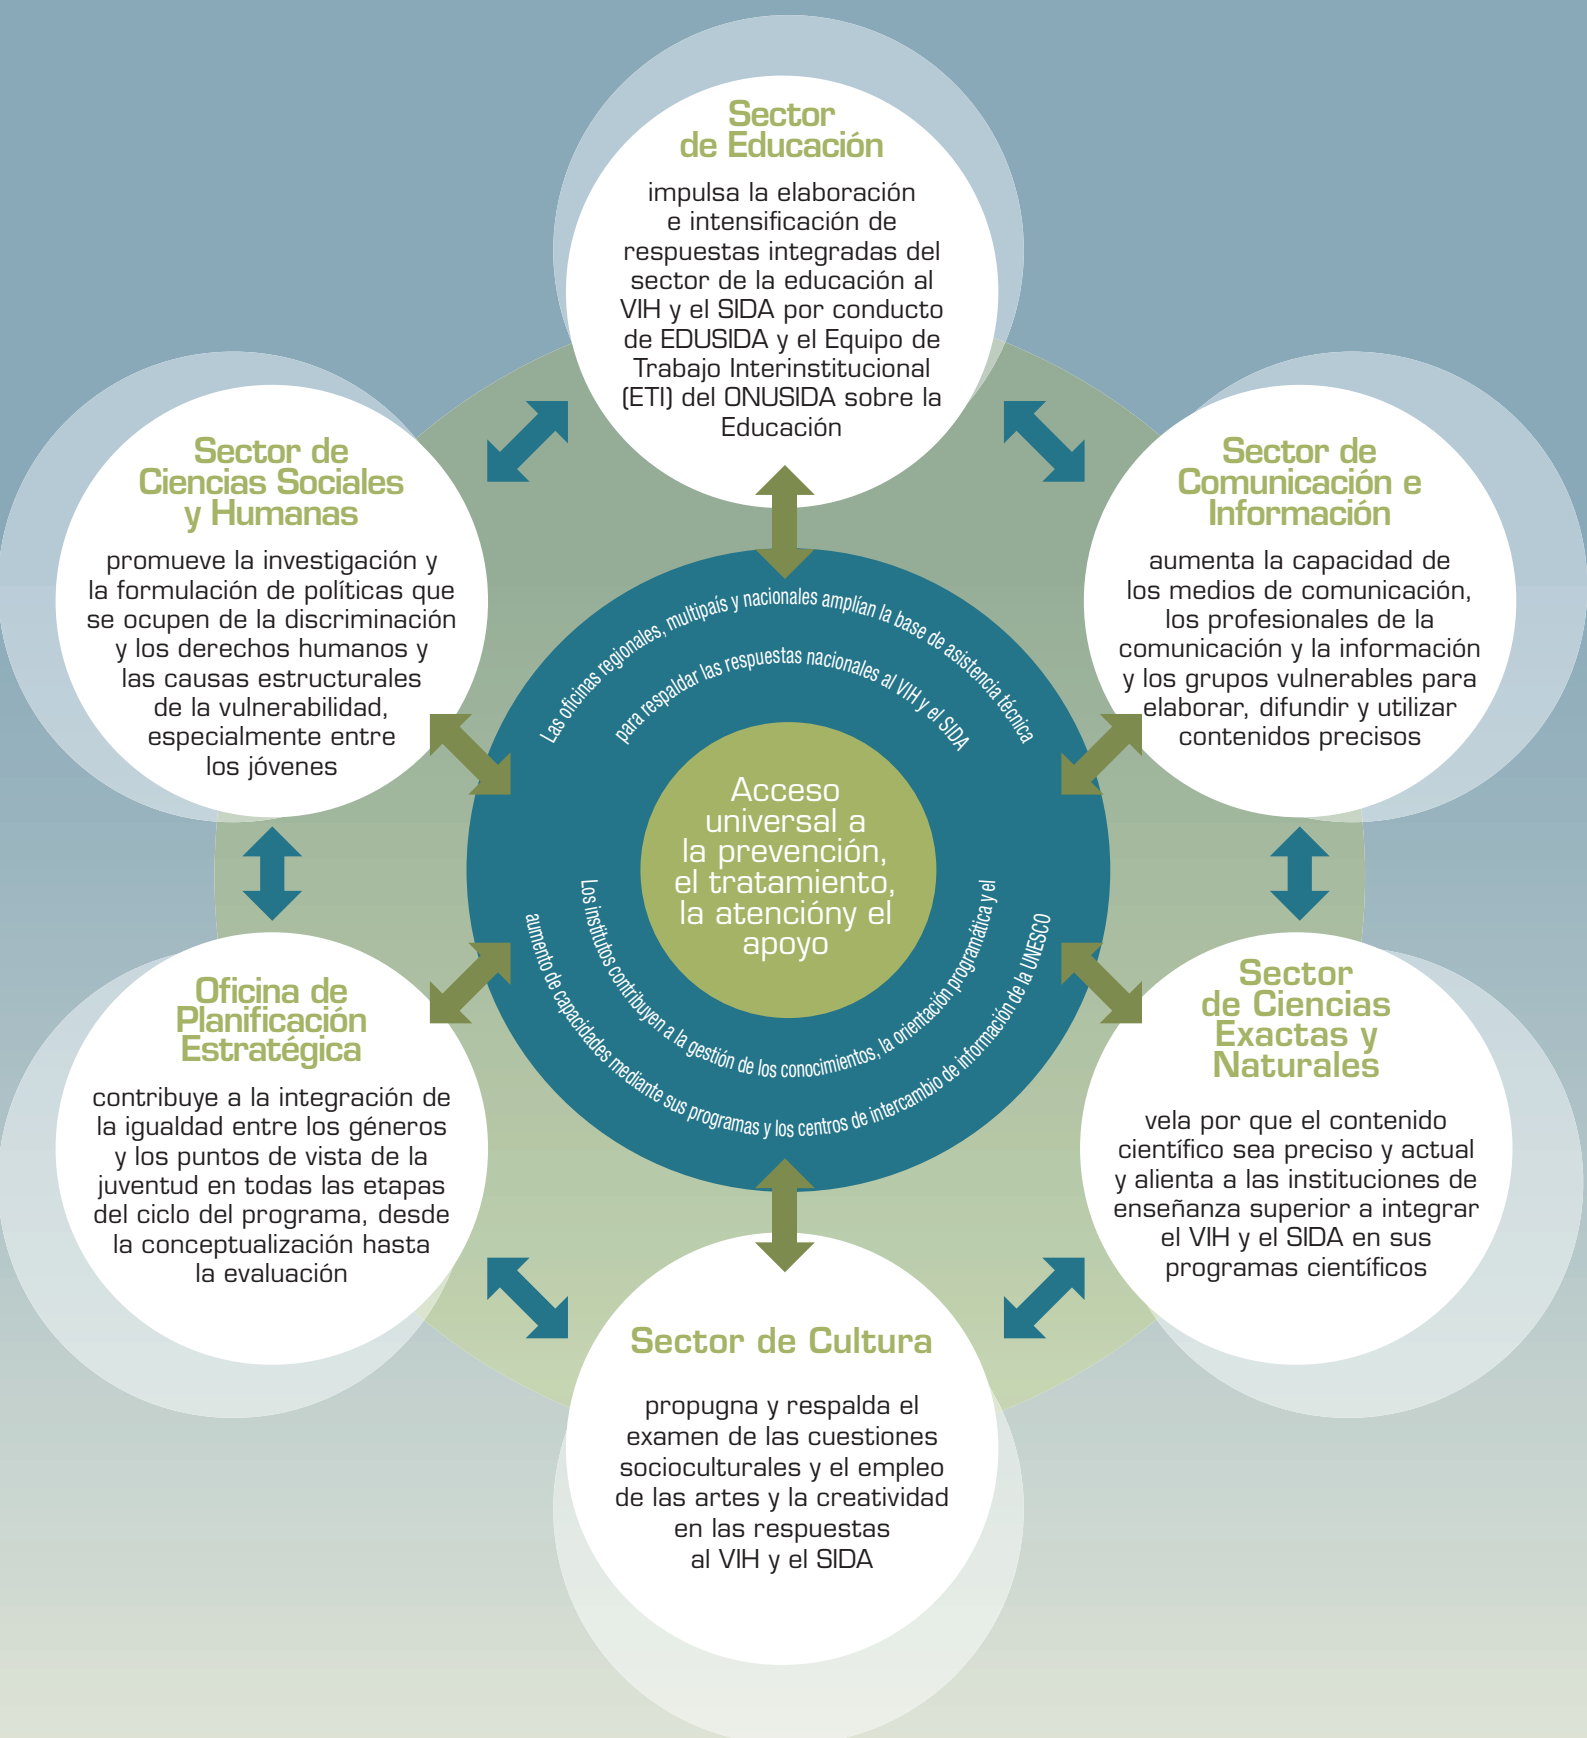 Sector
de Educación
impulsa la elaboración
e intensificación de
respuestas integradas del
sector de la educación al
VIH y el SIDA por conducto
de EDUSIDA y el Equipo de
Trabajo Interinstitucional
(ETI) del ONUSIDA sobre la
Educación
Sector de
Ciencias Sociales
y Humanas
promueve la investigación y
la formulación de políticas que
se ocupen de la discriminación
y los derechos humanos y
las causas estructurales
de la vulnerabilidad,
especialmente entre
los jóvenes
Sector de
Comunicación e
Información
aumenta la capacidad de
los medios de comunicación,
los profesionales de la
comunicación y la información
y los grupos vulnerables para
elaborar, difundir y utilizar
contenidos precisos
Las oficinas regionales, multipaís y nacionales amplían la base de asistencia técnica
para respaldar las respuestas nacionales al VIH y el SIDA
Acceso
universal a
la prevención,
el tratamiento,
la atencióny el
apoyo
Los institutos contribuyen a la gestión de los conocimientos, la orientación programática y el
aumento de capacidades mediante sus programas y los centros de intercambio de información de la UNESCO
Oficina de
Planificación
Estratégica
contribuye a la integración de
la igualdad entre los géneros
y los puntos de vista de la
juventud en todas las etapas
del ciclo del programa, desde
la conceptualización hasta
la evaluación
Sector
de Ciencias
Exactas y
Naturales
vela por que el contenido
científico sea preciso y actual
y alienta a las instituciones de
enseñanza superior a integrar
el VIH y el SIDA en sus
programas científicos
Sector de Cultura
propugna y respalda el
examen de las cuestiones
socioculturales y el empleo
de las artes y la creatividad
en las respuestas
al VIH y el SIDA